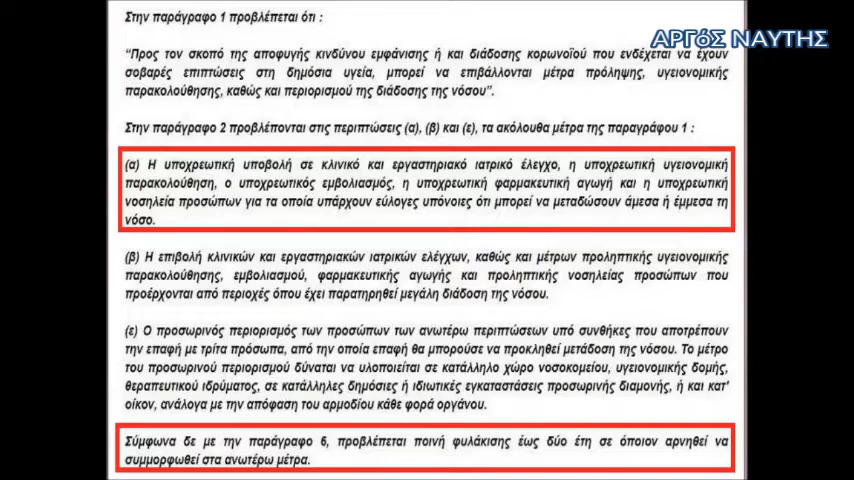 Στην παράγραφο 1 προβλέπεται ότι :
ΑΡΓόΣ ΝΑΥΤΗΣ
“Προς τον σκοπό της αποφυγής κινδύνου εμφάνισης ή και διάδοσης κορωνοϊού που ενδέχεται να έχουν
σοβαρές επιπτώσεις στη δημόσια υγεία, μπορεί να επιβάλλονται μέτρα πρόληψης, υγειονομικής
παρακολούθησης, καθώς και περιορισμού της διάδοσης της νόσου”.
Στην παράγραφο 2 προβλέπονται στις περιπτώσεις (α), (β) και (ε), τα ακόλουθα μέτρα της παραγράφου 1 :
(α) Η υποχρεωτική υποβολή σε κλινικό και εργαστηριακό ιατρικό έλεγχο, η υποχρεωτική υγειονομική
παρακολούθηση, ο υποχρεωτικός εμβολιασμός, η υποχρεωτική φαρμακευτική αγωγή και η υποχρεωτική
νοσηλεία προσώπων για τα οποία υπάρχουν εύλογες υπόνοιες ότι μπορεί να μεταδώσουν άμεσα ή έμμεσα τη
νόσο.
(β) Η επιβολή κλινικών και εργαστηριακών ιατρικών ελέγχων, καθώς και μέτρων προληπτικής υγειονομικής
παρακολούθησης, εμβολιασμού, φαρμακευτικής αγωγής και προληπτικής νοσηλείας προσώπων που
προέρχονται από περιοχές όπου έχει παρατηρηθεί μεγάλη διάδοση της νόσου.
(ε) Ο προσωρινός περιορισμός των προσώπων των ανωτέρω περιπτώσεων υπό συνθήκες που αποτρέπουν
την επαφή με τρίτα πρόσωπα, από την οποία επαφή θα μπορούσε να προκληθεί μετάδοση της νόσου. Το μέτρο
του προσωρινού περιορισμού δύναται να υλοποιείται σε κατάλληλο χώρο νοσοκομείου, υγειονομικής δομής,
θεραπευτικού ιδρύματος, σε κατάλληλες δημόσιες ή ιδιωτικές εγκαταστάσεις προσωρινής διαμονής, ή και κατ'
οίκον, ανάλογα με την απόφαση του αρμοδίου κάθε φορά οργάνου.
Σύμφωνα δε με την παράγραφο 6, προβλέπεται ποινή φυλάκισης έως δύο έτη σε όποιον αρνηθεί να
συμμορφωθεί στα ανωτέρω μέτρα.